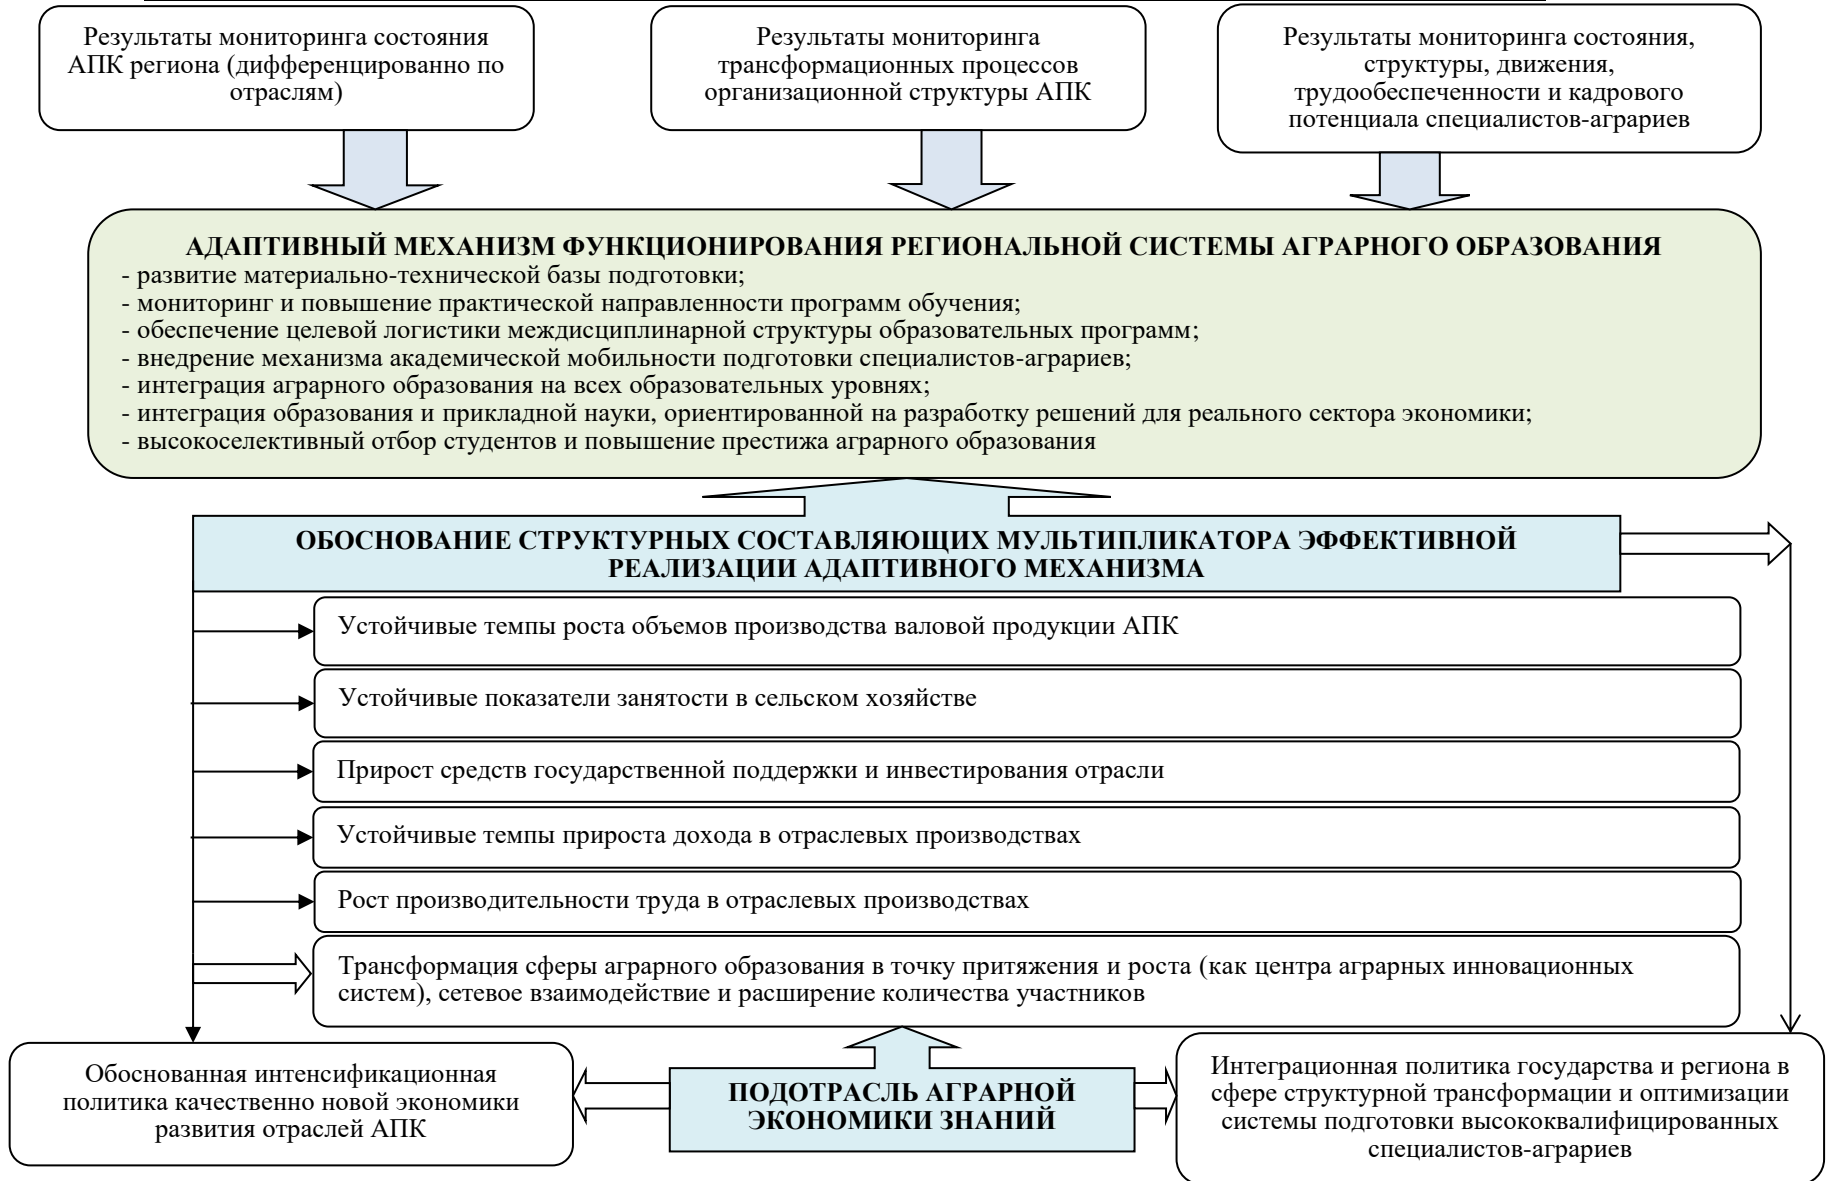 Результаты мониторинга состояния
АПК региона (дифференцированно по
отраслям)
Результаты мониторинга
трансформационных процессов
организационной структуры АПК
Результаты мониторинга состояния,
структуры, движения,
трудообеспеченности и кадрового
потенциала специалистов-аграриев
АДАПТИВНЫЙ МЕХАНИЗМ ФУНКЦИОНИРОВАНИЯ РЕГИОНАЛЬНОЙ СИСТЕМЫ АГРАРНОГО ОБРАЗОВАНИЯ
- развитие материально-технической базы подготовки;
- мониторинг и повышение практической направленности программ обучения;
- обеспечение целевой логистики междисциплинарной структуры образовательных программ;
- внедрение механизма академической мобильности подготовки специалистов-аграриев;
- интеграция аграрного образования на всех образовательных уровнях;
- интеграция образования и прикладной науки, ориентированной на разработку решений для реального сектора экономики;
- высокоселективный отбор студентов и повышение престижа аграрного образования
ОБОСНОВАНИЕ СТРУКТУРНЫХ СОСТАВЛЯЮЩИХ МУЛЬТИПЛИКАТОРА ЭФФЕКТИВНОЙ
РЕАЛИЗАЦИИ АДАПТИВНОГО МЕХАНИЗМА
Устойчивые темпы роста объемов производства валовой продукции АПК
Устойчивые показатели занятости в сельском хозяйстве
Прирост средств государственной поддержки и инвестирования отрасли
Устойчивые темпы прироста дохода в отраслевых производствах
Рост производительности труда в отраслевых производствах
Трансформация сферы аграрного образования в точку притяжения и роста (как центра аграрных инновационных
систем), сетевое взаимодействие и расширение количества участников
Обоснованная интенсификационная
политика качественно новой экономики
развития отраслей АПК
ПОДОТРАСЛЬ АГРАРНОЙ
ЭКОНОМИКИ ЗНАНИЙ
Интеграционная политика государства и региона в
сфере структурной трансформации и оптимизации
системы подготовки высококвалифицированных
специалистов-аграриев